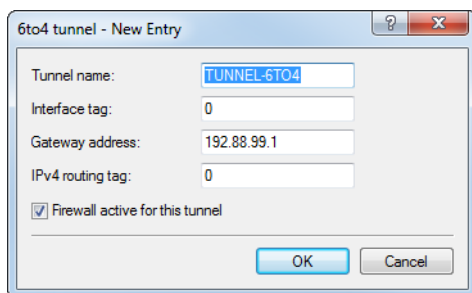 6to4 tunnel - New Entry
?
Tunnel name: TUNNEL-6TO4
Interface tag: 0
Gateway address: 192.88.99.1
IPv4 routing tag: 0
Firewall active for this tunnel
OK Cancel